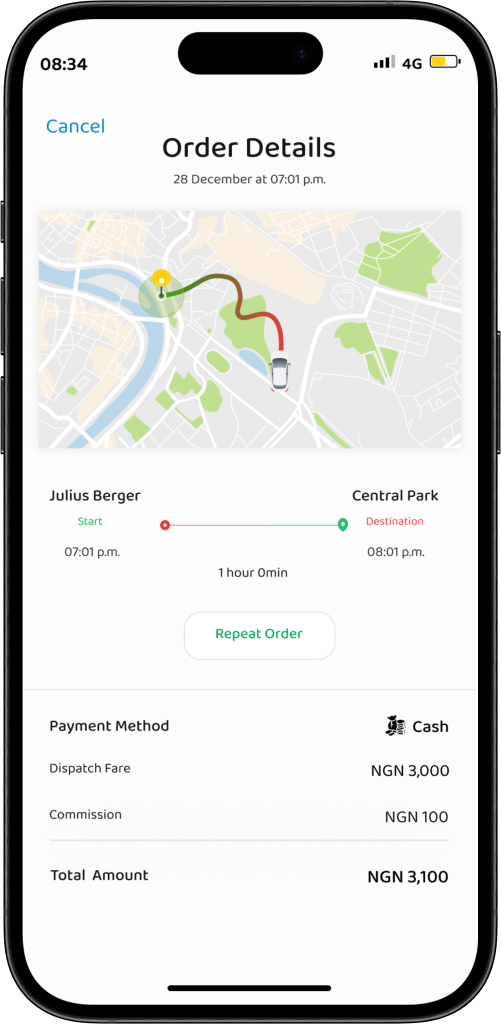 08:34
4G
Cancel
Order Details
28 December at 07:01 p.m.
Julius Berger
Central Park
Start
Destination
07:01 p.m.
08:01 p.m.
1 hour 0min
Repeat Order
Payment Method
Cash
Dispatch Fare
NGN 3,000
Commission
NGN 100
Total Amount
NGN 3,100